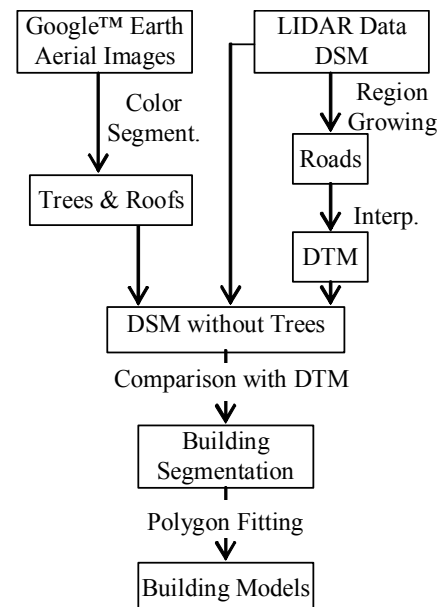 Google™ Earth
Aerial Images
LIDAR Data
DSM
Color
Segment.
Region
Growing
Roads
Trees & Roofs
Interp.
DTM
DSM without Trees
Comparison with DTM
Building
Segmentation
Polygon Fitting
Building Models